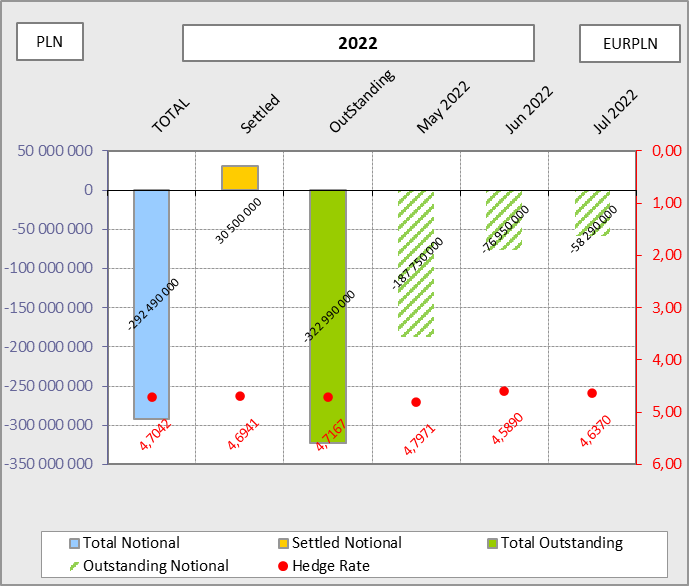 PLN
2022
EURPLN
TOTAL
Settled
OutStanding
May 2022
Jun 2022
Jul 2022
50 000 000
0
-50 000 000
-100 000 000
-150 000 000
-200 000 000
-250 000 000
-300 000 000
-350 000 000
0,00
1,00
2,00
3,00
4,00
5,00
6,00
-292 490 000
30 500 000
-322 990 000
-187 750 000
-76 950 000
-58 290 000
4,7042
4,6941
4,7167
4,7971
4,5890
4,6370
Total Notional
Settled Notional
Total Outstanding
Outstanding Notional
Hedge Rate